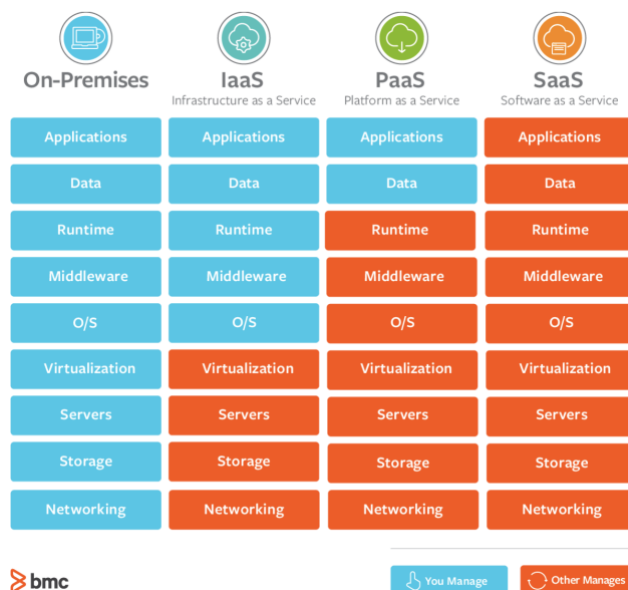 On-Premises IaaS PaaS SaaS
Infrastructure as a Service Platform as a Service Software as a Service
Applications Applications Applications Applications
Data Data Data Data
Runtime Runtime Runtime Runtime
Middleware Middleware Middleware Middleware
O/S O/S O/S O/S
Virtualization Virtualization Virtualization Virtualization
Servers Servers Servers Servers
Storage Storage Storage Storage
Networking Networking Networking Networking
bmc You Manage Other Manages